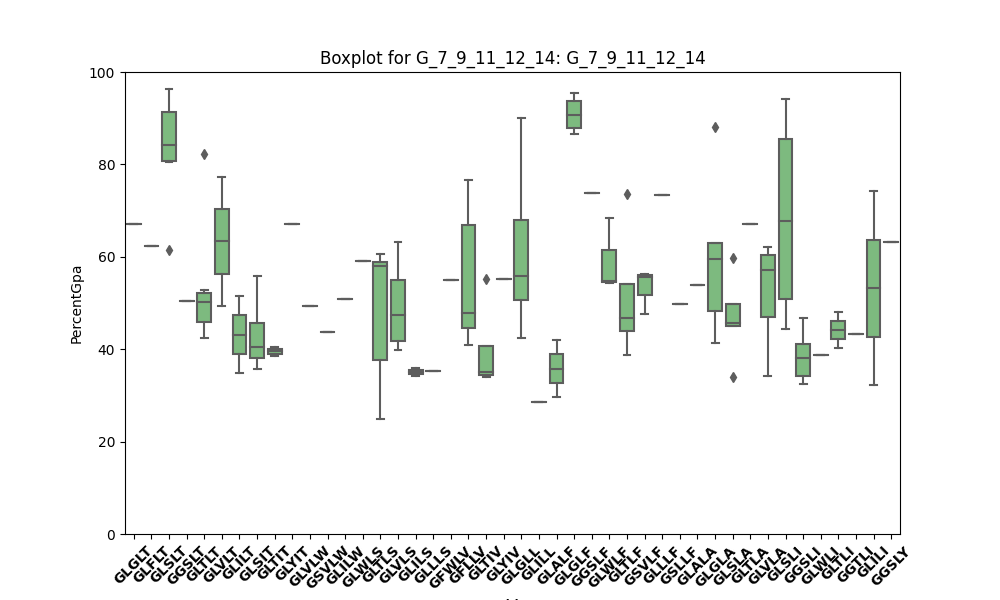 Boxplot for G_7_9_11_12_14: G_7_9_11_12_14
PercentGpa
100
80
60
40
20
0
GLGLT
GLFLT
GLSLT
GGSLT
GLTLT
GLVLT
GLILT
GLSIT
GLTIT
GLYIT
GLVLW
GSVLW
GLILW
GLWLS
GLTLS
GLVLS
GLILS
GLLLS
GFWLV
GFLLV
GLTIV
GLYIV
GLGLL
GLILL
GLALF
GLGLF
GGSLF
GLWLF
GLTLF
GSVLF
GLLLF
GSLLF
GLALA
GLGLA
GLSLA
GLTLA
GLVLA
GLSLI
GGSLI
GLWLI
GLTLI
GGTLI
GLILI
GGSLY